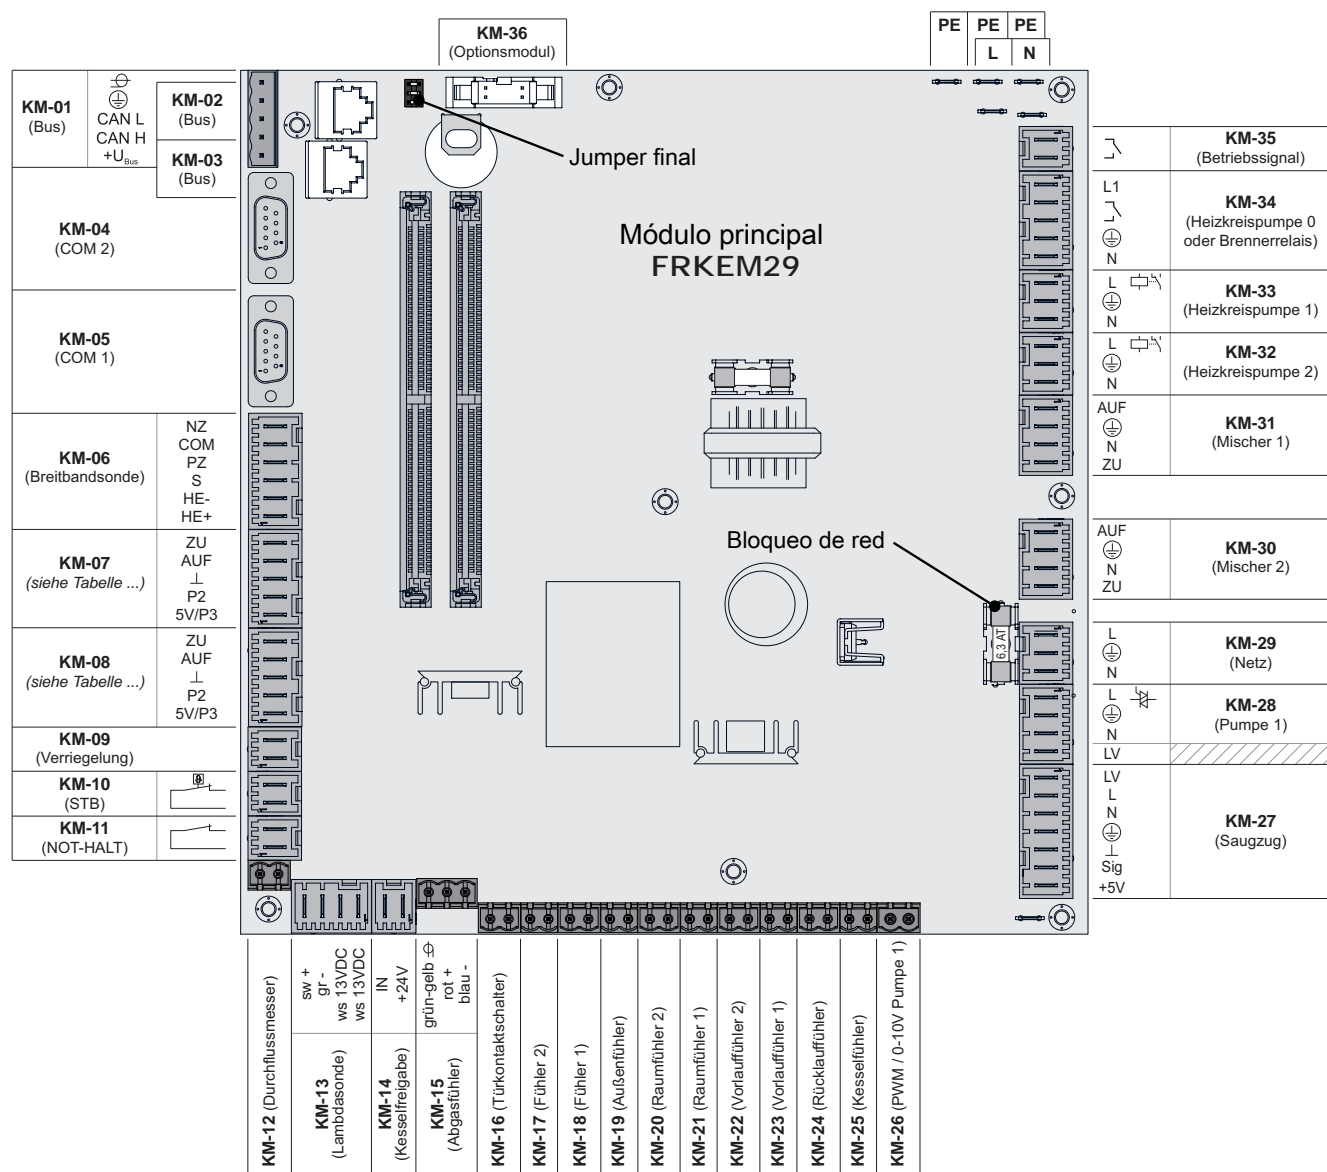 KM-36
(Optionsmodul)
PE PE PE
L N
KM-01
(Bus)
CAN L
CAN H
+U Bus
KM-02
(Bus)
KM-03
(Bus)
KM-04
(COM 2)
KM-05
(COM 1)
KM-06
(Breitbandsonde)
NZ
COM
PZ
S
HE-
HE+
KM-07
(siehe Tabelle ...)
ZU
AUF
P2
5V/P3
KM-08
(siehe Tabelle ...)
ZU
AUF
P2
5V/P3
KM-09
(Verriegelung)
KM-10
(STB)
KM-11
(NOT-HALT)
Jumper final
Módulo principal
FRKEM29
Bloqueo de red
6,3 AT
KM-35
(Betriebssignal)
L1
N
KM-34
(Heizkreispumpe 0
oder Brennerrelais)
L
N
KM-33
(Heizkreispumpe 1)
L
N
KM-32
(Heizkreispumpe 2)
AUF
N
ZU
KM-31
(Mischer 1)
AUF
N
ZU
KM-30
(Mischer 2)
L
N
KM-29
(Netz)
L
N
LV
KM-28
(Pumpe 1)
LV
L
N
Sig
+5V
KM-27
(Saugzug)
KM-12 (Durchflussmesser)
sw +
gr -
ws 13VDC
ws 13VDC
KM-13
(Lambdasonde)
IN
+24V
KM-14
(Kesselfreigabe)
grün-gelb
rot +
blau -
KM-15
(Abgasfühler)
KM-16 (Türkontaktschalter)
KM-17 (Fühler 2)
KM-18 (Fühler 1)
KM-19 (Außenfühler)
KM-20 (Raumfühler 2)
KM-21 (Raumfühler 1)
KM-22 (Vorlauffühler 2)
KM-23 (Vorlauffühler 1)
KM-24 (Rücklauffühler)
KM-25 (Kesselfühler)
KM-26 (PWM / 0-10V Pumpe 1)